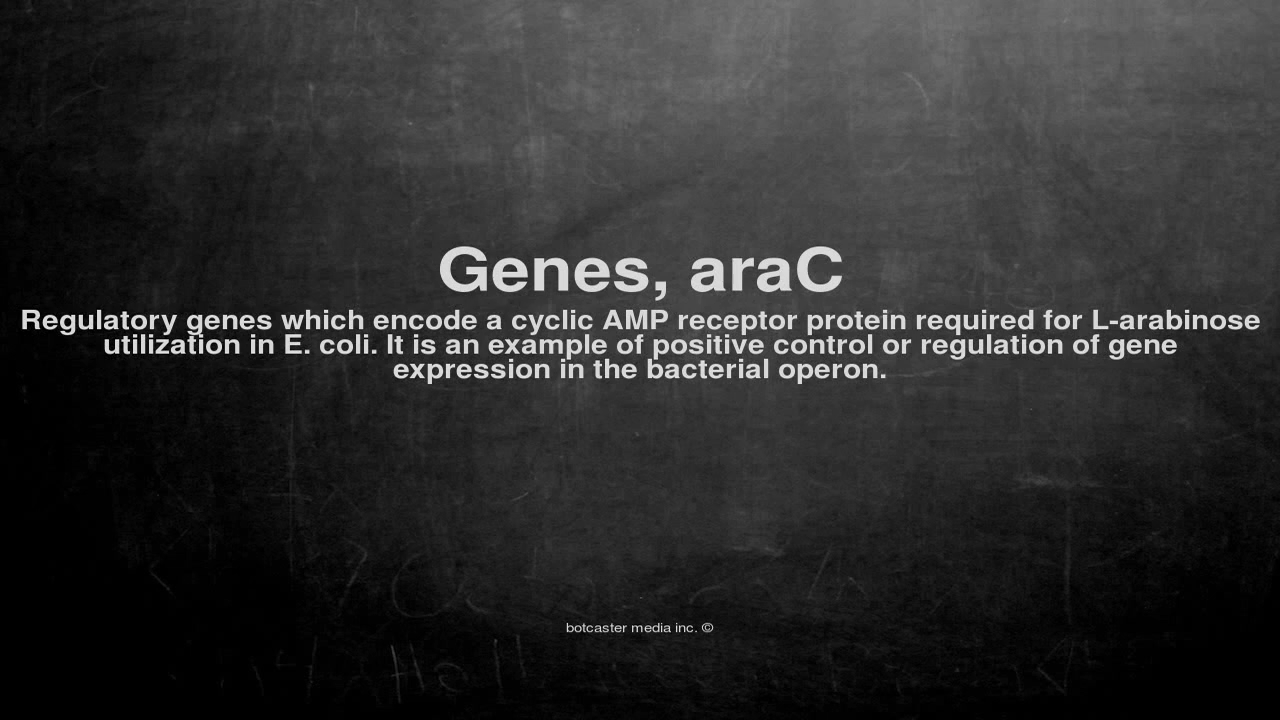 Genes, araC
Regulatory genes which encode a cyclic AMP receptor protein required for L-arabinose
utilization in E. coli. It is an example of positive control or regulation of gene
expression in the bacterial operon.
botcaster media inc. ©